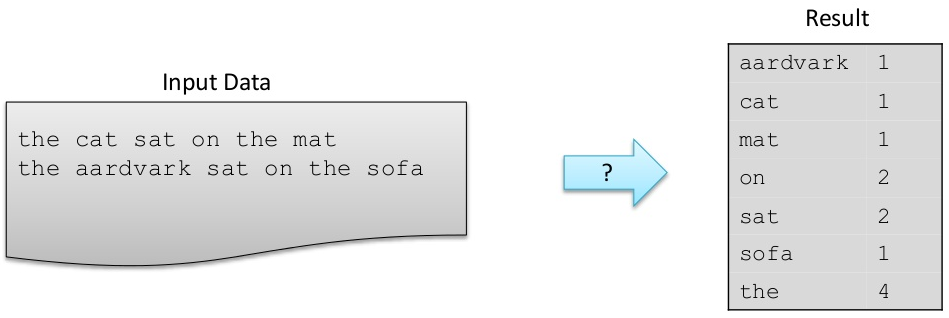 Result
Input Data
the cat sat on the mat
the aardvark sat on the sofa
?
aardvark 1
cat 1
mat 1
on 2
sat 2
sofa 1
the 4